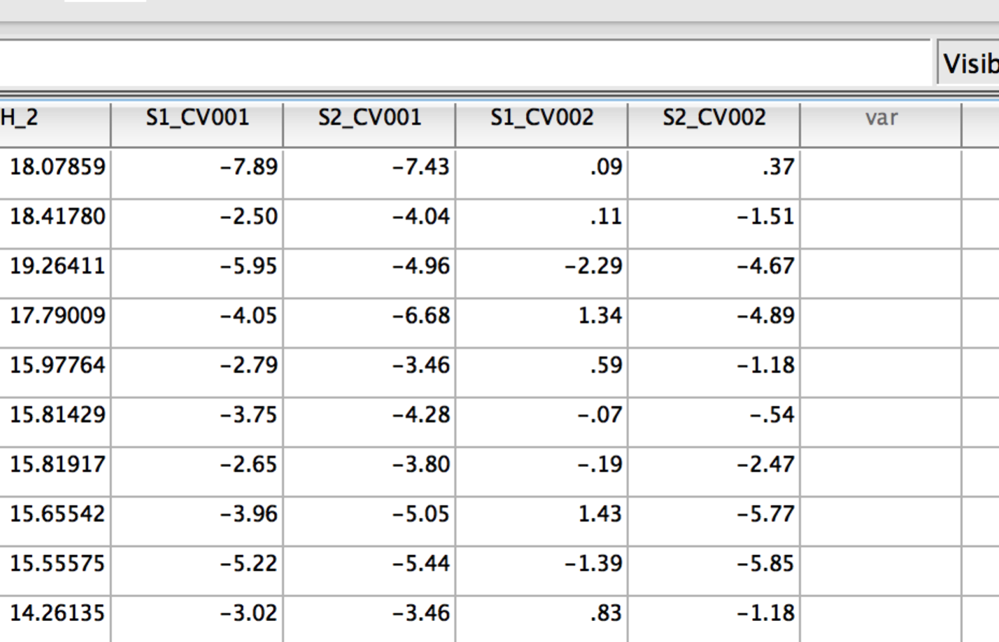 Visib
H_2 S1_CV001 S2_CV001 S1_CV002 S2_CV002 var
18.07859 -7.89 -7.43 .09 .37
18.41780 -2.50 -4.04 .11 -1.51
19.26411 -5.95 -4.96 -2.29 -4.67
17.79009 -4.05 -6.68 1.34 -4.89
15.97764 -2.79 -3.46 .59 -1.18
15.81429 -3.75 -4.28 -.07 -.54
15.81917 -2.65 -3.80 -.19 -2.47
15.65542 -3.96 -5.05 1.43 -5.77
15.55575 -5.22 -5.44 -1.39 -5.85
14.26135 -3.02 -3.46 .83 -1.18